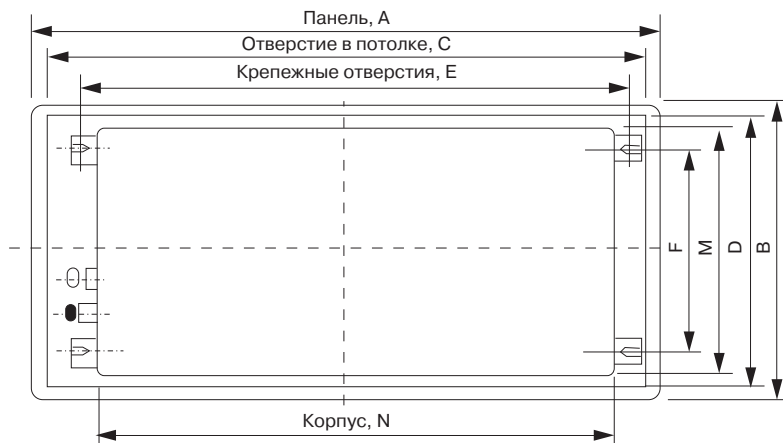 Панель, А
Отверстие в потолке, С
Крепежные отверстия, Е
F
M
D
B
Корпус, N